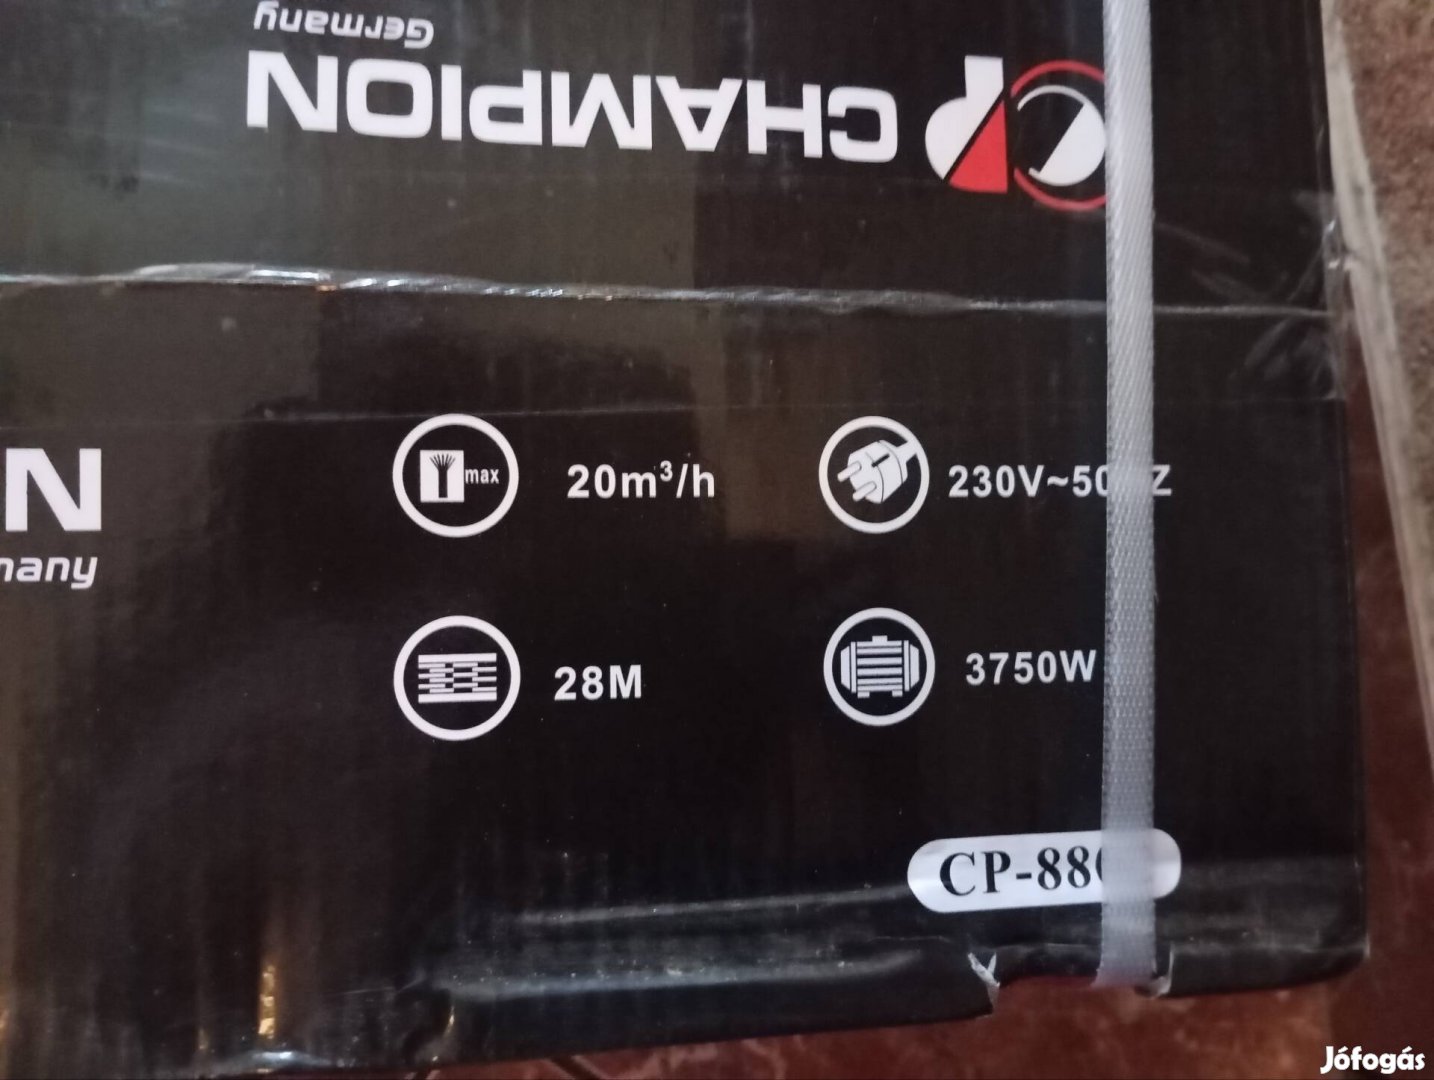 Germany
CHAMPION
N
many
max 20m³/h
230V~50
Z
28M
3750W
CP-88
Jófogás